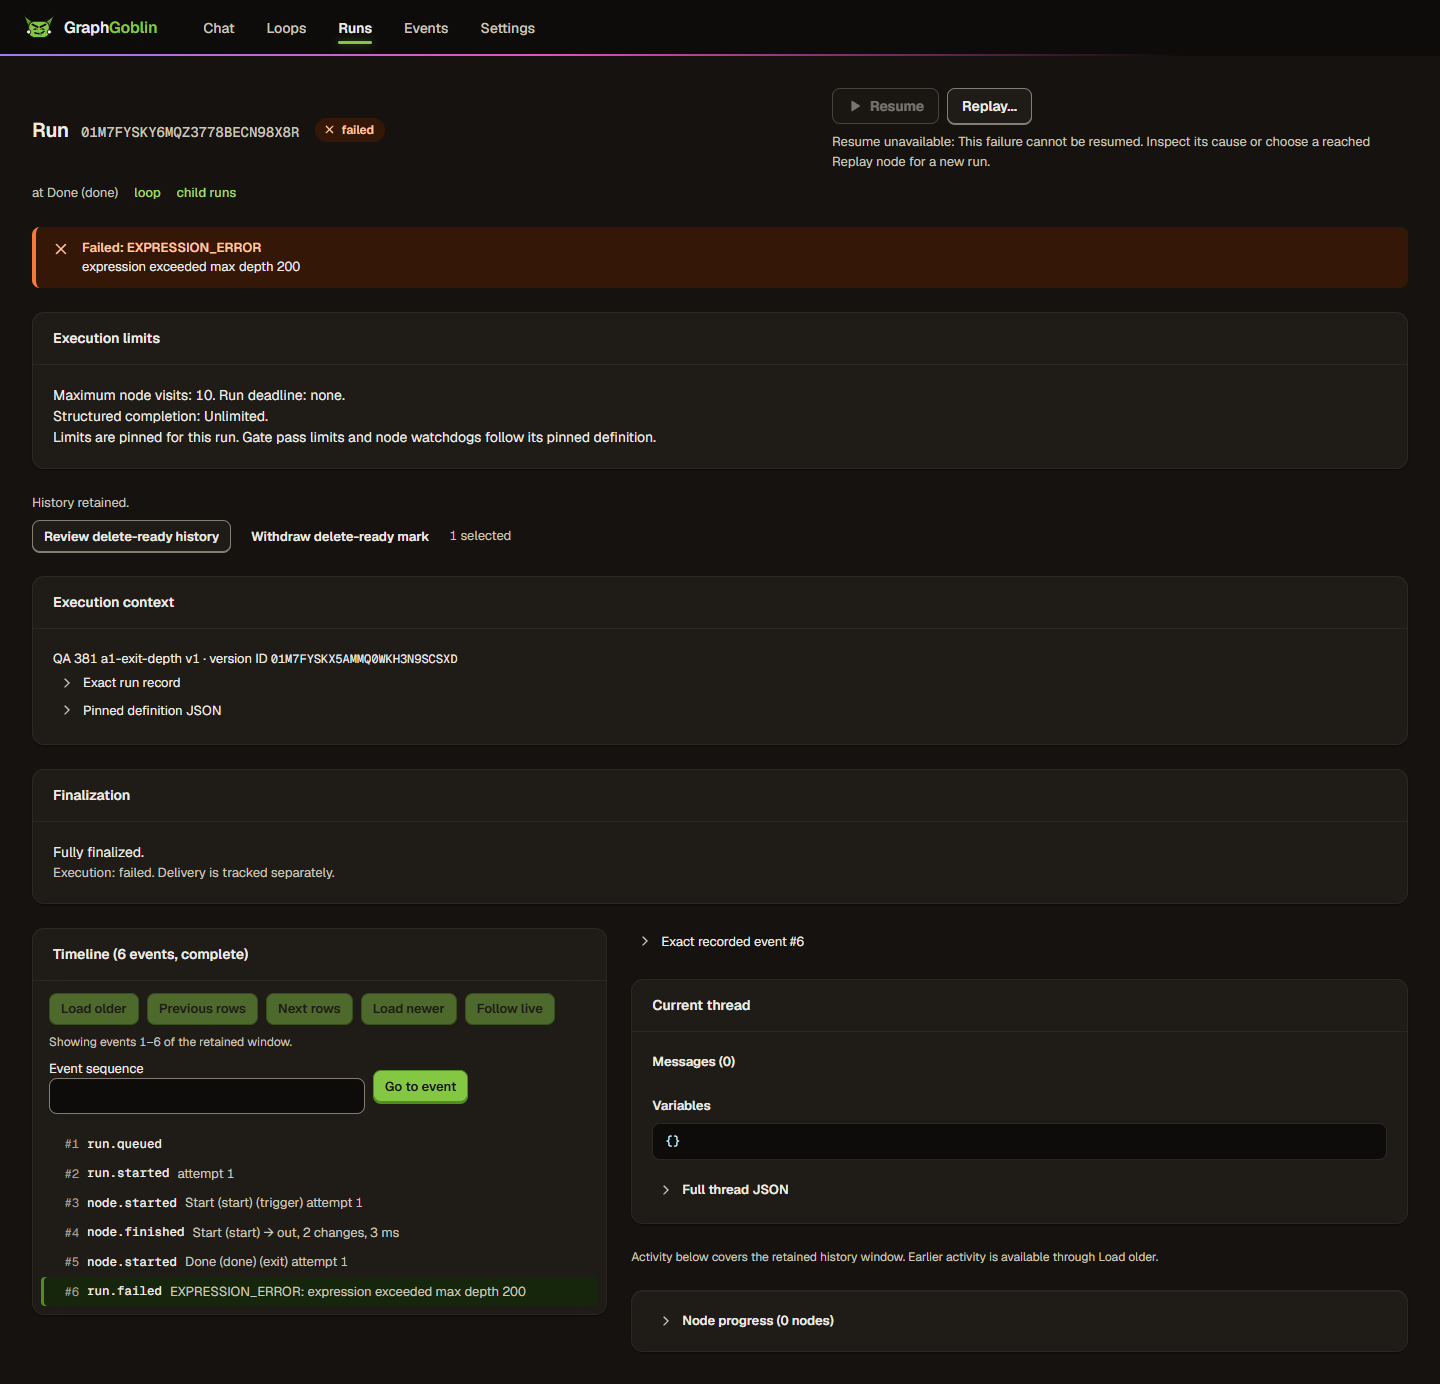 GraphGoblin
Chat
Loops
Runs
Events
Settings
Run 01M7FYSKY6MQZ3778BECN98X8R failed
Resume
Replay...
Resume unavailable: This failure cannot be resumed. Inspect its cause or choose a reached
Replay node for a new run.
at Done (done) loop child runs
Failed: EXPRESSION_ERROR
expression exceeded max depth 200
Execution limits
Maximum node visits: 10. Run deadline: none.
Structured completion: Unlimited.
Limits are pinned for this run. Gate pass limits and node watchdogs follow its pinned definition.
History retained.
Review delete-ready history
Withdraw delete-ready mark
1 selected
Execution context
QA 381 a1-exit-depth v1 · version ID 01M7FYSKX5AMMQ0WKH3N9SCSXD
Exact run record
Pinned definition JSON
Finalization
Fully finalized.
Execution: failed. Delivery is tracked separately.
Timeline (6 events, complete)
Load older
Previous rows
Next rows
Load newer
Follow live
Showing events 1–6 of the retained window.
Event sequence
Go to event
#1 run.queued
#2 run.started attempt 1
#3 node.started Start (start) (trigger) attempt 1
#4 node.finished Start (start) → out, 2 changes, 3 ms
#5 node.started Done (done) (exit) attempt 1
#6 run.failed EXPRESSION_ERROR: expression exceeded max depth 200
Exact recorded event #6
Current thread
Messages (0)
Variables
{}
Full thread JSON
Activity below covers the retained history window. Earlier activity is available through Load older.
Node progress (0 nodes)